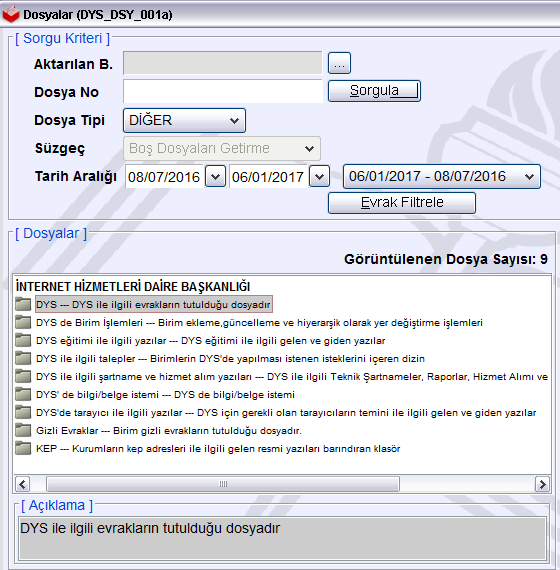 Dosyalar (DYS_DSY_001a)
[ Sorgu Kriteri ]
Aktarılan B. ...
Dosya No Sorgula
Dosya Tipi DİĞER
Süzgeç Boş Dosyaları Getirme
Tarih Aralığı 08/07/2016 06/01/2017 06/01/2017 - 08/07/2016
Evrak Filtrele
[ Dosyalar ]
Görüntülenen Dosya Sayısı: 9
İNTERNET HİZMETLERİ DAİRE BAŞKANLIĞI
DYS --- DYS ile ilgili evrakların tutulduğu dosyadır
DYS de Birim İşlemleri --- Birim ekleme,güncelleme ve hiyerarşik olarak yer değiştirme işlemleri
DYS eğitimi ile ilgili yazılar --- DYS eğitimi ile ilgili gelen ve giden yazılar
DYS ile ilgili talepler --- Birimlerin DYS'de yapılması istenen isteklerini içeren dizin
DYS ile ilgili şartname ve hizmet alım yazıları --- DYS ile ilgili Teknik Şartnameler, Raporlar, Hizmet Alımı ve
DYS' de bilgi/belge istemi --- DYS de bilgi/belge istemi
DYS'de tarayıcı ile ilgili yazılar --- DYS için gerekli olan tarayıcıların temini ile ilgili gelen ve giden yazılar
Gizli Evraklar --- Birim gizli evrakların tutulduğu dosyadır.
KEP --- Kurumların kep adresleri ile ilgili resmi yazıları barındıran klasör
[ Açıklama ]
DYS ile ilgili evrakların tutulduğu dosyadır